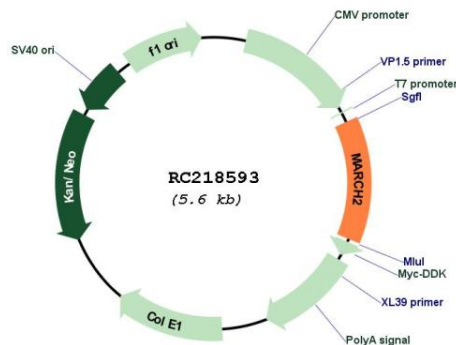 CMV promoter
VP1.5 primer
T7 promoter
SgfI
MARCH2
MluI
Myc-DDK
XL39 primer
PolyA signal
Col E1
Kan/ Neo
SV40 ori
f1 ori
RC218593
(5.6 kb)